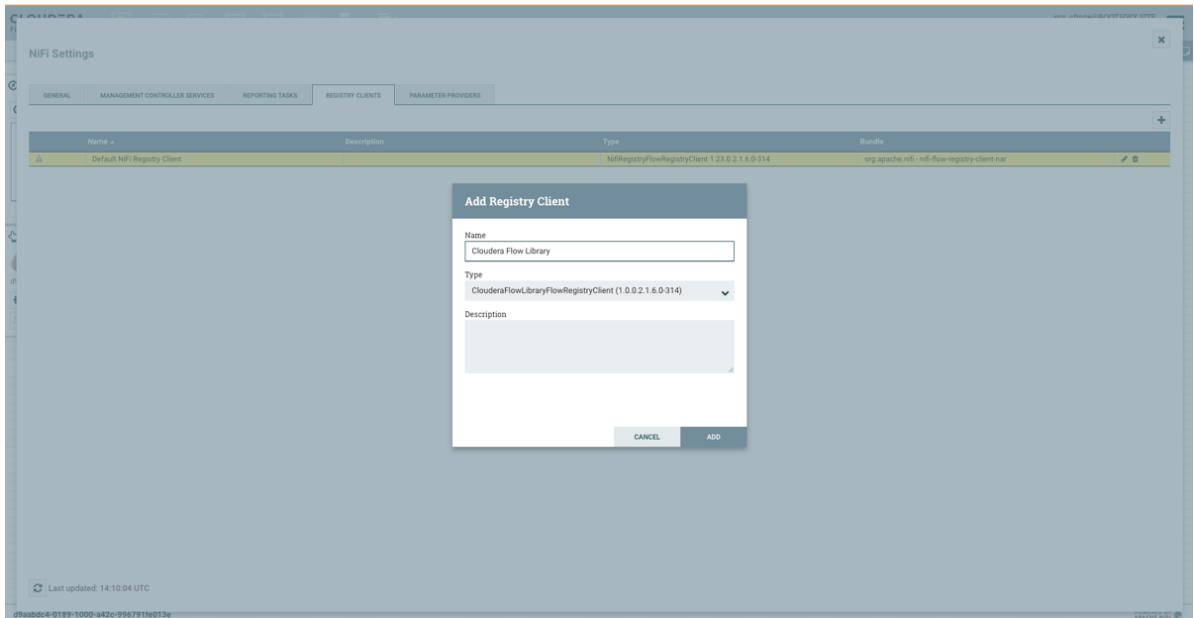 NiFi Settings
GENERAL MANAGEMENT CONTROLLER SERVICES REPORTING TASKS REGISTRY CLIENTS PARAMETER PROVIDERS
Name Description Type Bundle
Default NiFi Registry Client NifiRegistryFlowRegistryClient 1.23.0.2.1.6.0-314 org.apache.nifi - nifi-flow-registry-client-nar
Add Registry Client
Name
Cloudera Flow Library
Type
ClouderaFlowLibraryFlowRegistryClient (1.0.0.2.1.6.0-314)
Description
CANCEL ADD
Last updated: 14:10:04 UTC
d9aabdc4-0189-1000-a42c-996791fe013e